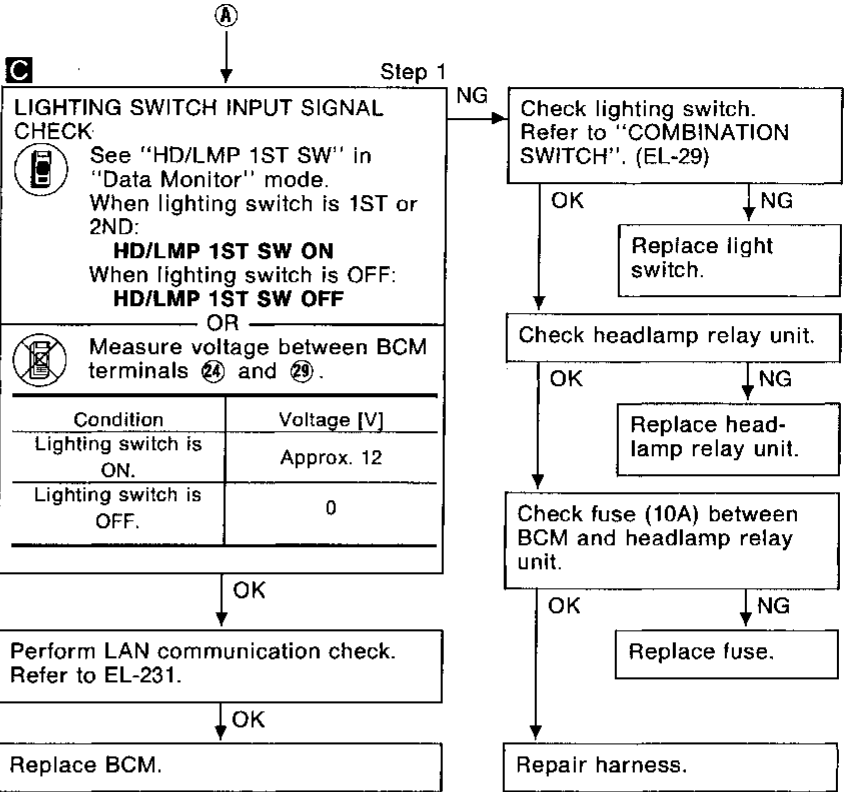 Ⓐ
C
Step 1
LIGHTING SWITCH INPUT SIGNAL
CHECK
See "HD/LMP 1ST SW" in
"Data Monitor" mode.
When lighting switch is 1ST or
2ND:
HD/LMP 1ST SW ON
When lighting switch is OFF:
HD/LMP 1ST SW OFF
OR
Measure voltage between BCM
terminals ㉔ and ㉙.
Condition
Voltage [V]
Lighting switch is
ON.
Approx. 12
Lighting switch is
OFF.
0
OK
Perform LAN communication check.
Refer to EL-231.
OK
Replace BCM.
NG
Check lighting switch.
Refer to "COMBINATION
SWITCH". (EL-29)
OK
NG
Replace light
switch.
Check headlamp relay unit.
OK
NG
Replace head-
lamp relay unit.
Check fuse (10A) between
BCM and headlamp relay
unit.
OK
NG
Replace fuse.
Repair harness.